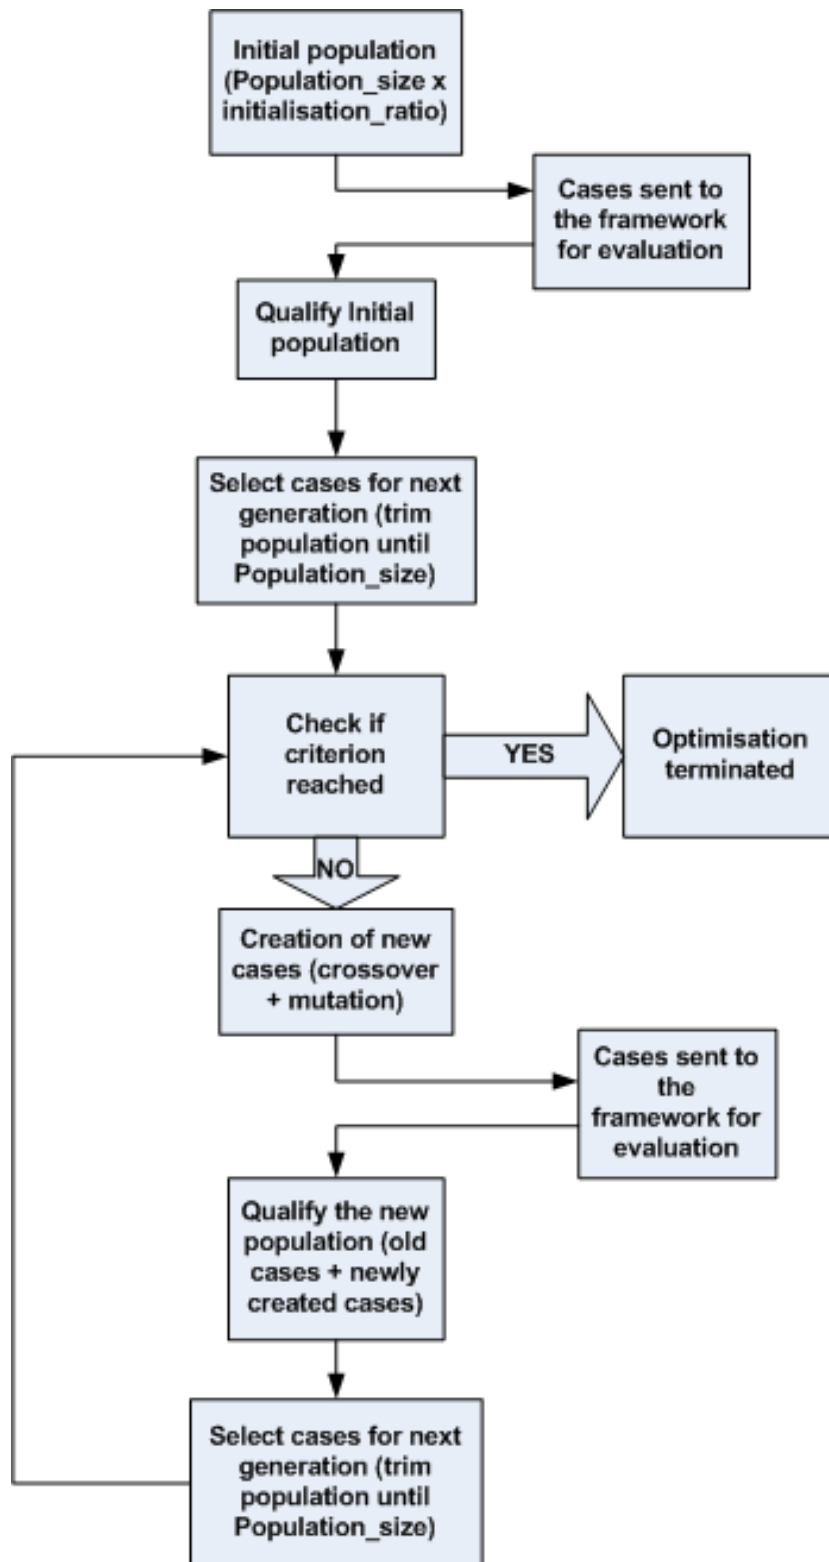 Initial population
(Population_size x
initialisation_ratio)
Cases sent to
the framework
for evaluation
Qualify Initial
population
Select cases for next
generation (trim
population until
Population_size)
Check if
criterion
reached
YES
Optimisation
terminated
NO
Creation of new
cases (crossover
+ mutation)
Cases sent to
the
framework for
evaluation
Qualify the new
population (old
cases + newly
created cases)
Select cases for next
generation (trim
population until
Population_size)